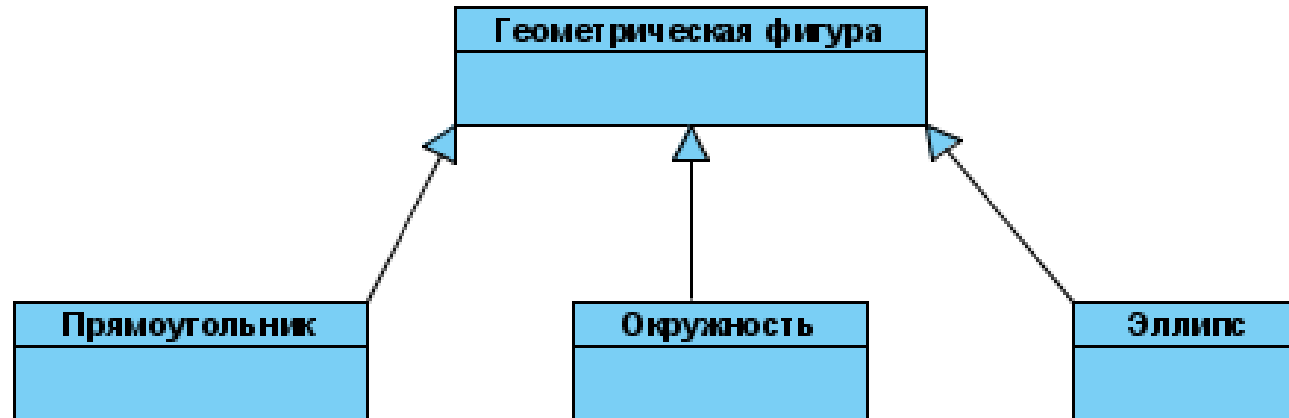 Геометрическая фигура
Прямоугольник
Окружность
Эллипс